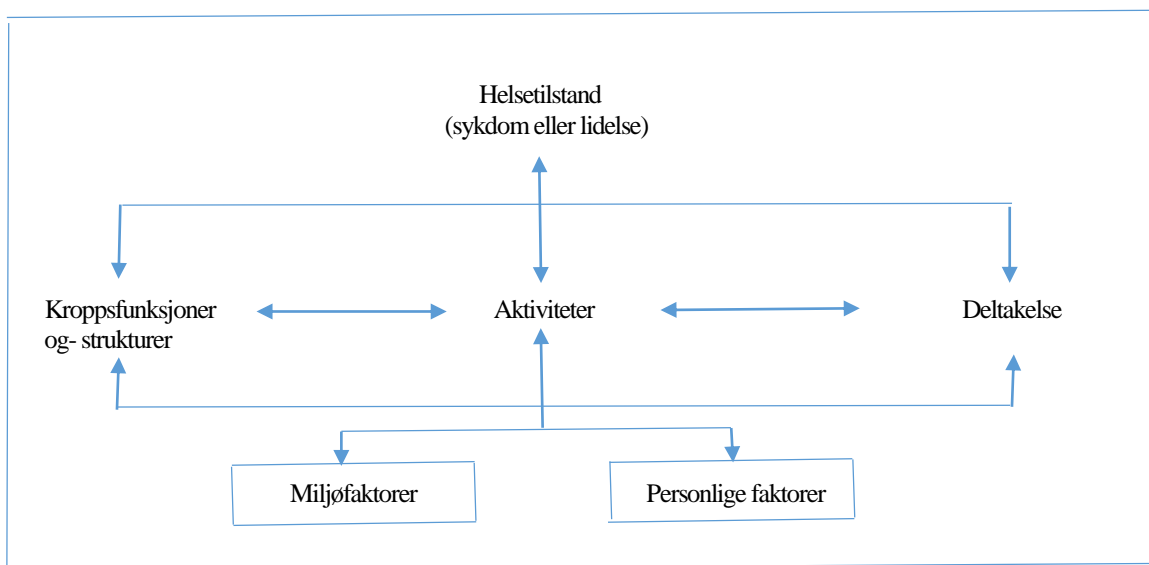 Helsetilstand
(sykdom eller lidelse)
Kroppsfunksjoner
og- strukturer
Aktiviteter
Deltakelse
Miljøfaktorer
Personlige faktorer